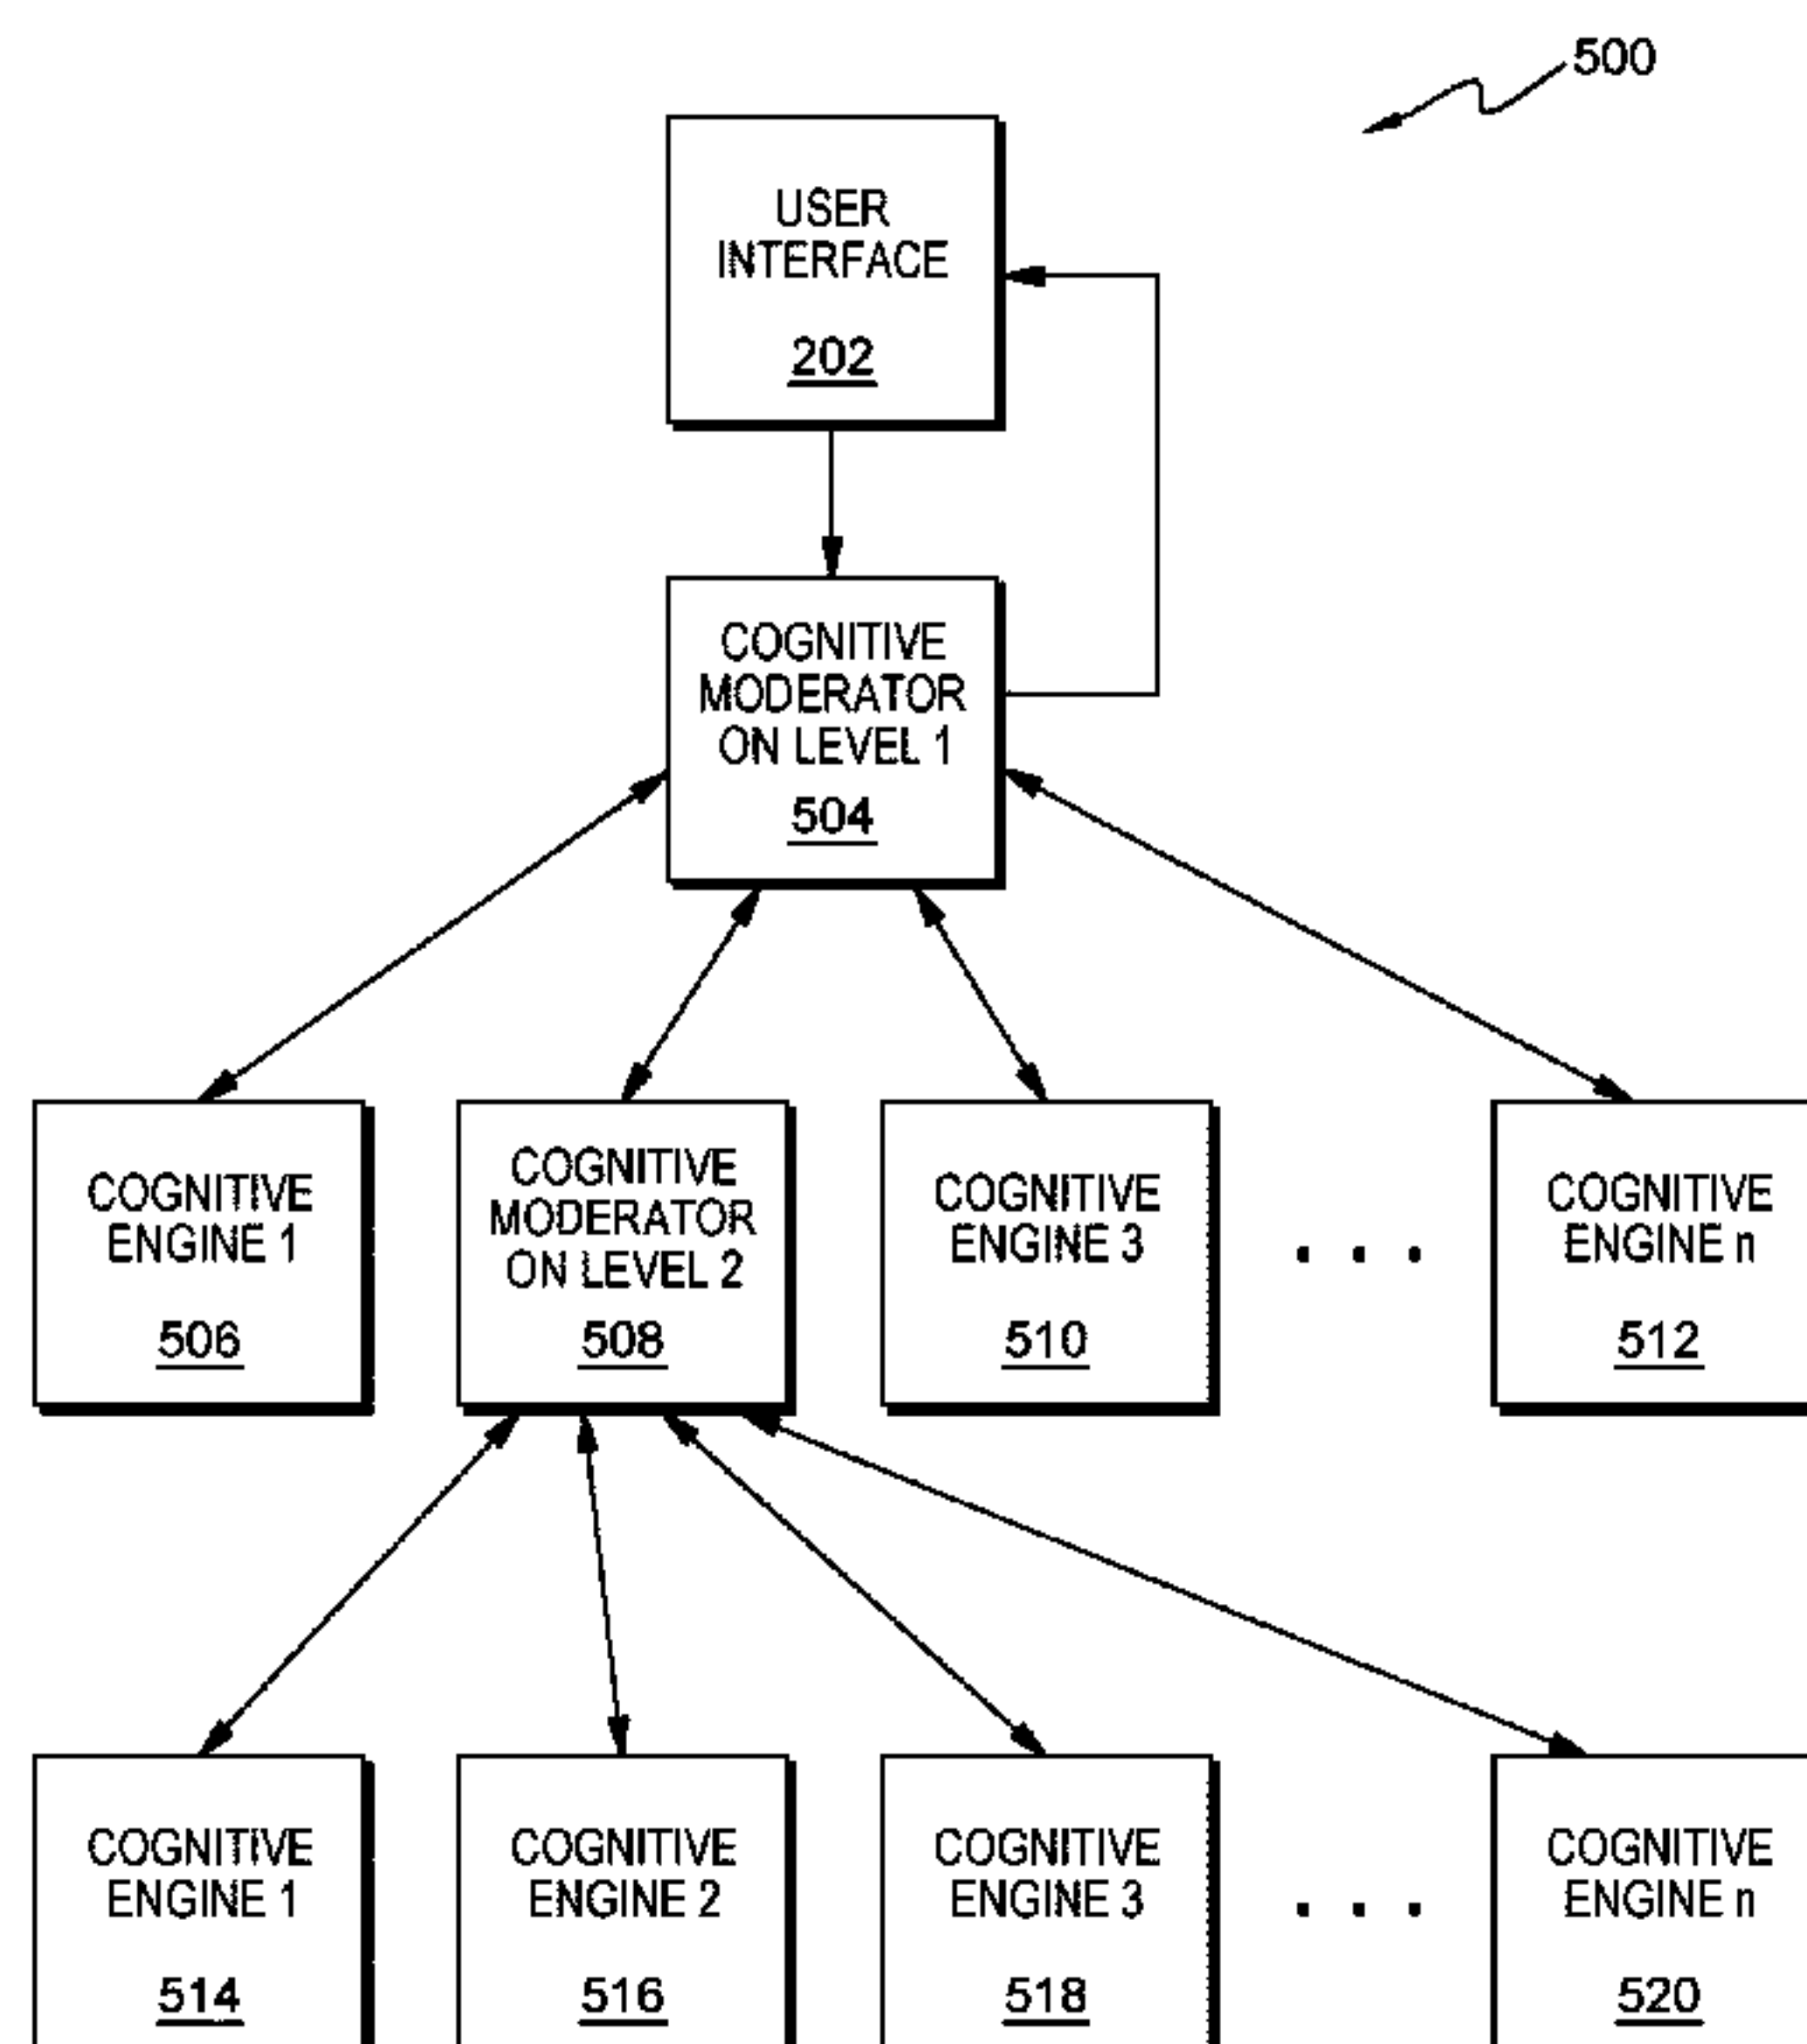 500
USER
INTERFACE
202
COGNITIVE
MODERATOR
ON LEVEL 1
504
COGNITIVE
ENGINE 1
506
COGNITIVE
MODERATOR
ON LEVEL 2
508
COGNITIVE
ENGINE 3
510
. . .
COGNITIVE
ENGINE n
512
COGNITIVE
ENGINE 1
514
COGNITIVE
ENGINE 2
516
COGNITIVE
ENGINE 3
518
. . .
COGNITIVE
ENGINE n
520